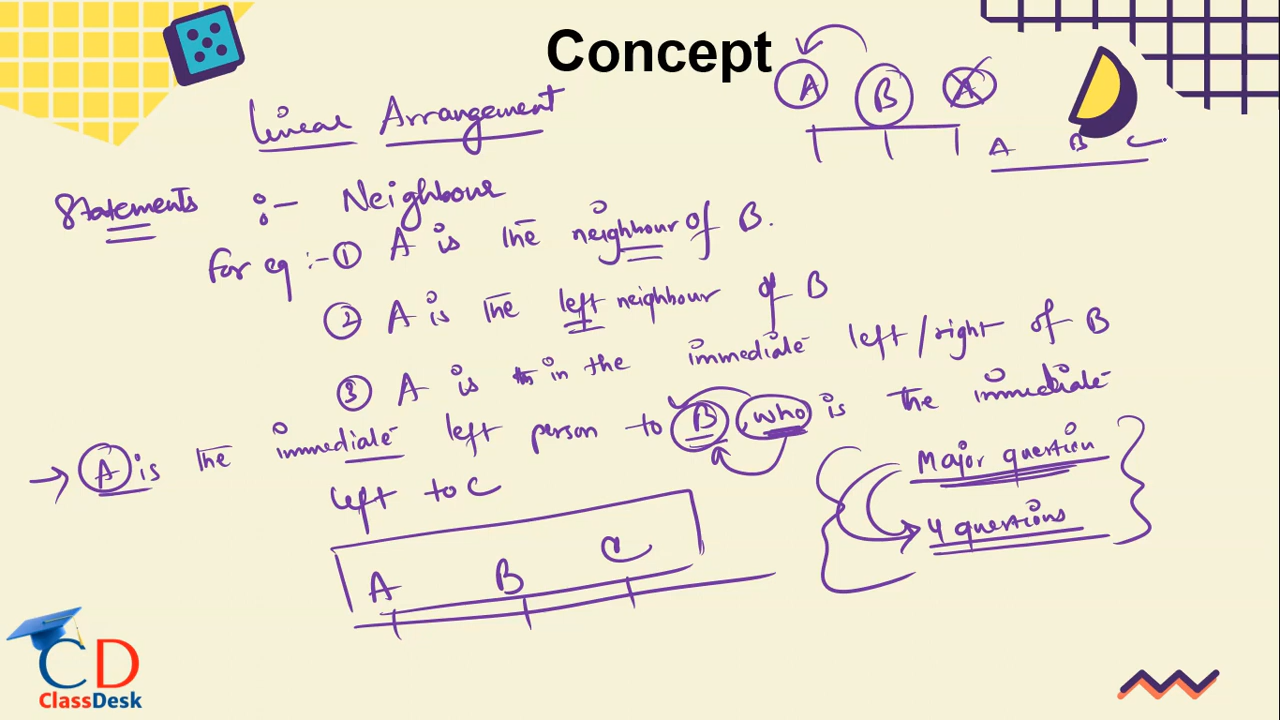 Concept
Linear Arrangement
A B A
A B C
Statements :- Neighbour
For eg :- ① A is the neighbour of B.
② A is the left neighbour of B
③ A is in the immediate left/right of B
→ A is the immediate left person to B, who is the immediate
left to C
Major question
4 questions
A B C
CD
ClassDesk